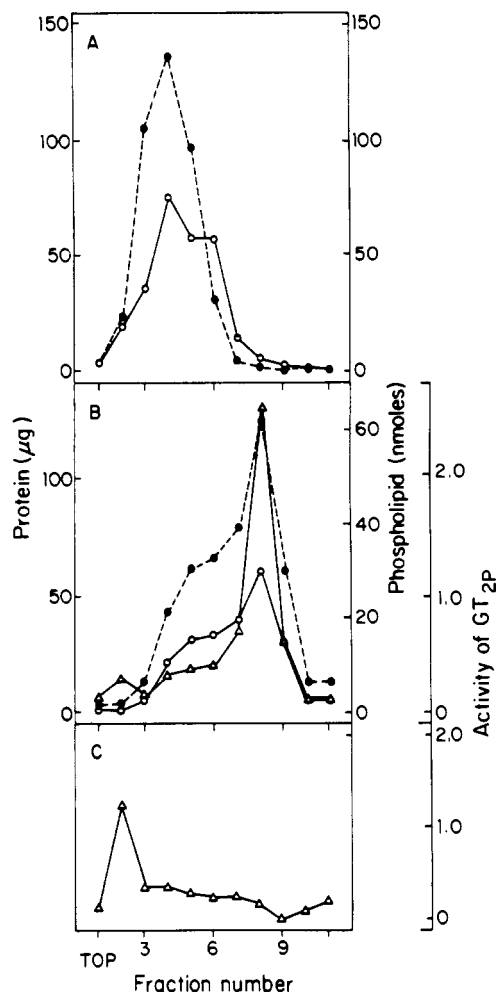 A
150
100
50
0
150
100
50
0
B
100
50
0
60
40
20
0
2.0
1.0
0
C
2.0
1.0
0
Protein (μg)
Phospholipid (nmoles)
Activity of GT2P
TOP 3 6 9
Fraction number